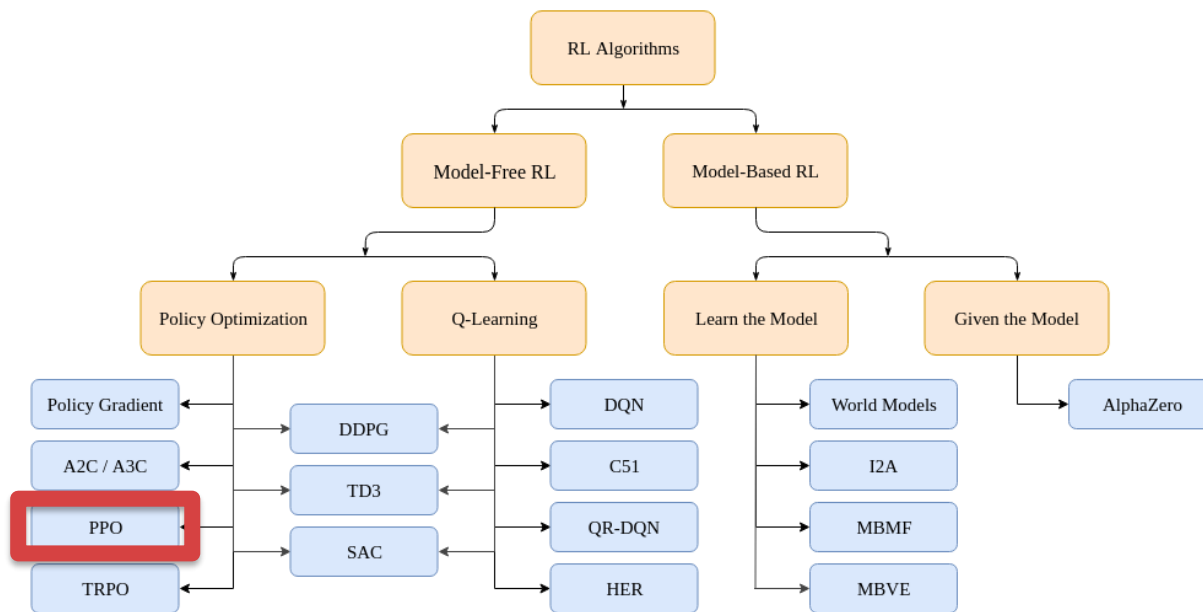 RL Algorithms
Model-Free RL
Model-Based RL
Policy Optimization
Q-Learning
Learn the Model
Given the Model
Policy Gradient
A2C / A3C
PPO
TRPO
DDPG
TD3
SAC
DQN
C51
QR-DQN
HER
World Models
I2A
MBMF
MBVE
AlphaZero